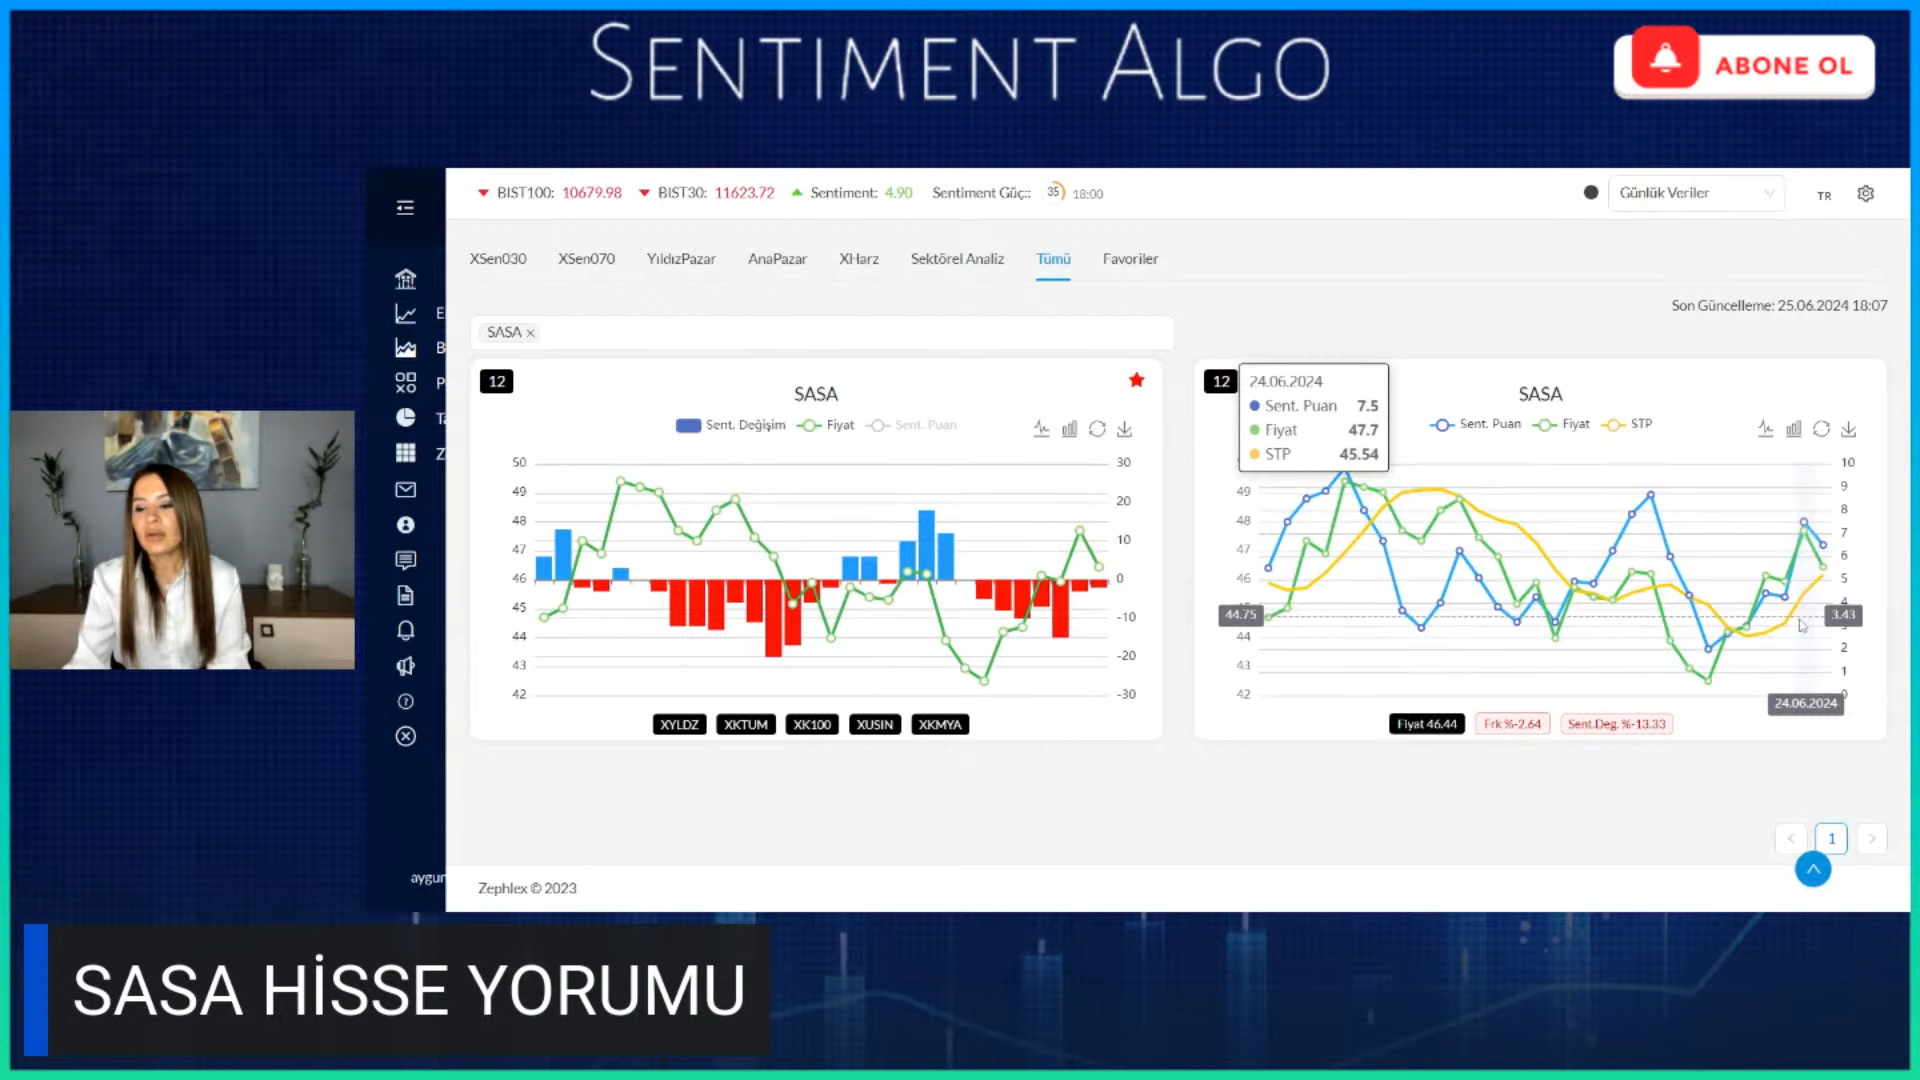 SENTIMENT ALGO
ABONE OL
BIST100: 10679.98 BIST30: 11623.72 Sentiment: 4.90 Sentiment Güç:: 35 18:00 Günlük Veriler TR
XSen030 XSen070 YıldızPazar AnaPazar XHarz Sektörel Analiz Tümü Favoriler
Son Güncelleme: 25.06.2024 18:07
SASA ×
E
B
P
Ta
Z
12
SASA
Sent. Değişim Fiyat Sent. Puan
50
49
48
47
46
45
44
43
42
30
20
10
0
-10
-20
-30
XYLDZ XKTUM XK100 XUSIN XKMYA
12
24.06.2024
Sent. Puan 7.5
Fiyat 47.7
STP 45.54
SASA
Sent. Puan Fiyat STP
49
48
47
46
44.75
44
43
42
10
9
8
7
6
5
4
3.43
2
1
0
24.06.2024
Fiyat 46.44 Frk %-2.64 Sent.Deg. %-13.33
< 1 >
aygun
Zephlex © 2023
SASA HİSSE YORUMU